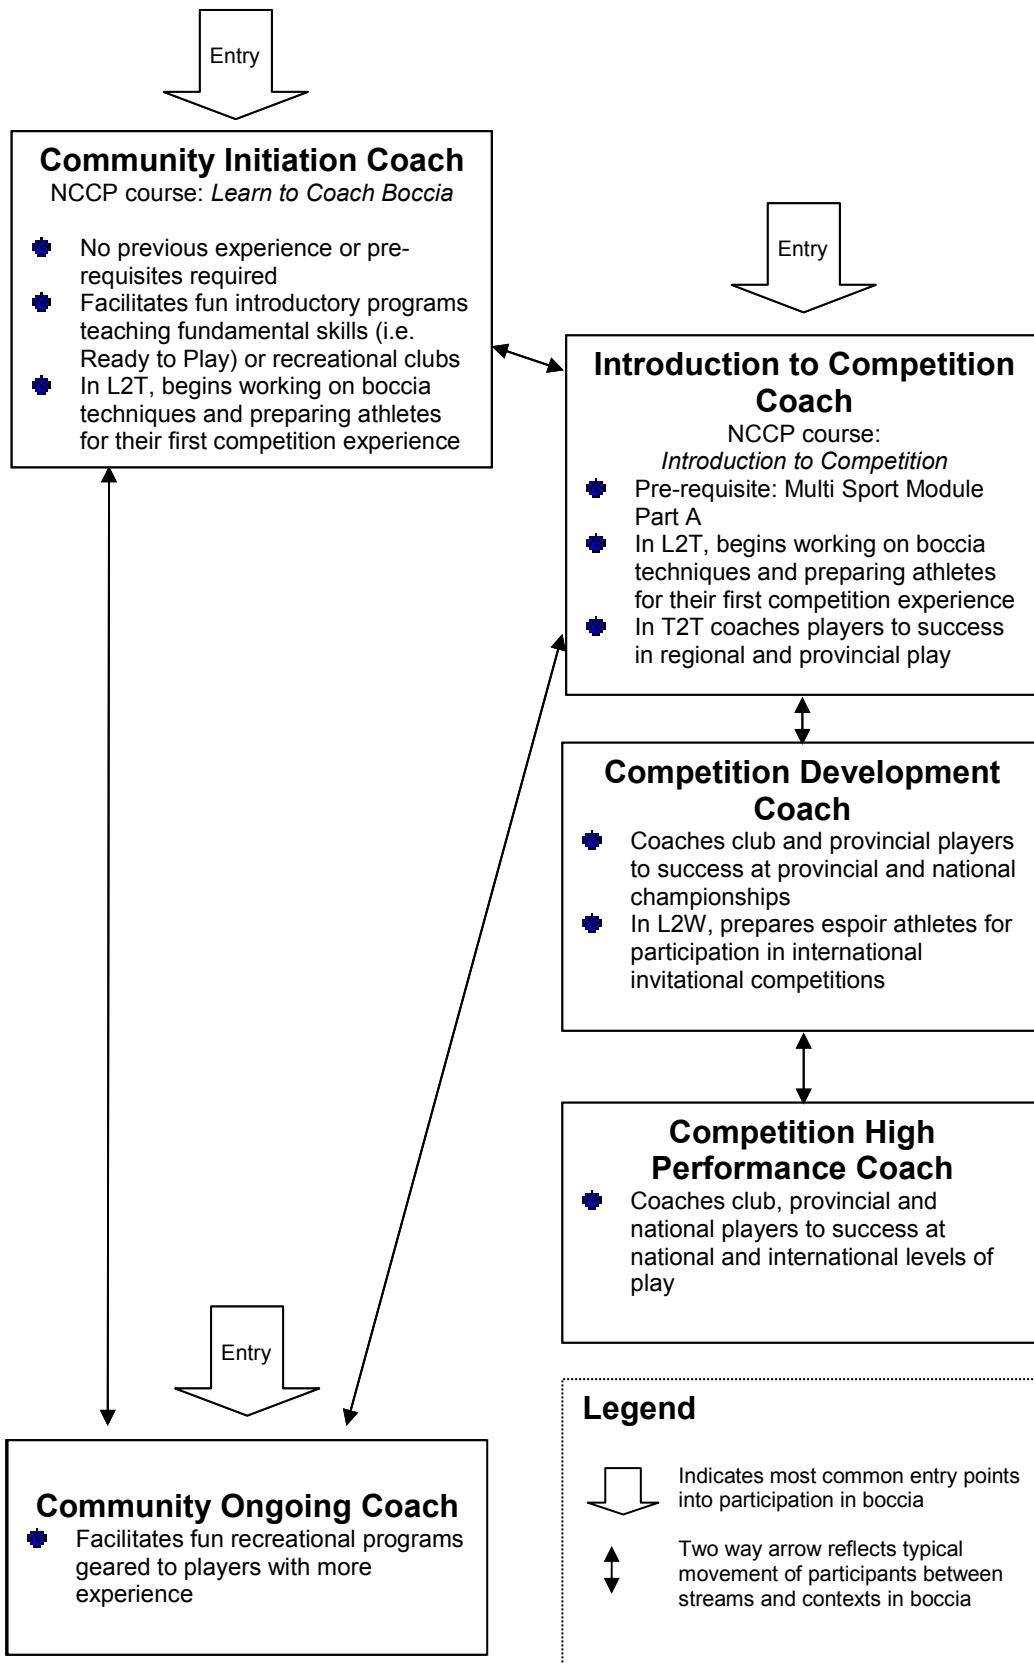 Entry
Community Initiation Coach
NCCP course: Learn to Coach Boccia
No previous experience or pre-
requisites required
Facilitates fun introductory programs
teaching fundamental skills (i.e.
Ready to Play) or recreational clubs
In L2T, begins working on boccia
techniques and preparing athletes
for their first competition experience
Entry
Introduction to Competition
Coach
NCCP course:
Introduction to Competition
Pre-requisite: Multi Sport Module
Part A
In L2T, begins working on boccia
techniques and preparing athletes
for their first competition experience
In T2T coaches players to success
in regional and provincial play
Competition Development
Coach
Coaches club and provincial players
to success at provincial and national
championships
In L2W, prepares espoir athletes for
participation in international
invitational competitions
Competition High
Performance Coach
Coaches club, provincial and
national players to success at
national and international levels of
play
Entry
Community Ongoing Coach
Facilitates fun recreational programs
geared to players with more
experience
Legend
Indicates most common entry points
into participation in boccia
Two way arrow reflects typical
movement of participants between
streams and contexts in boccia